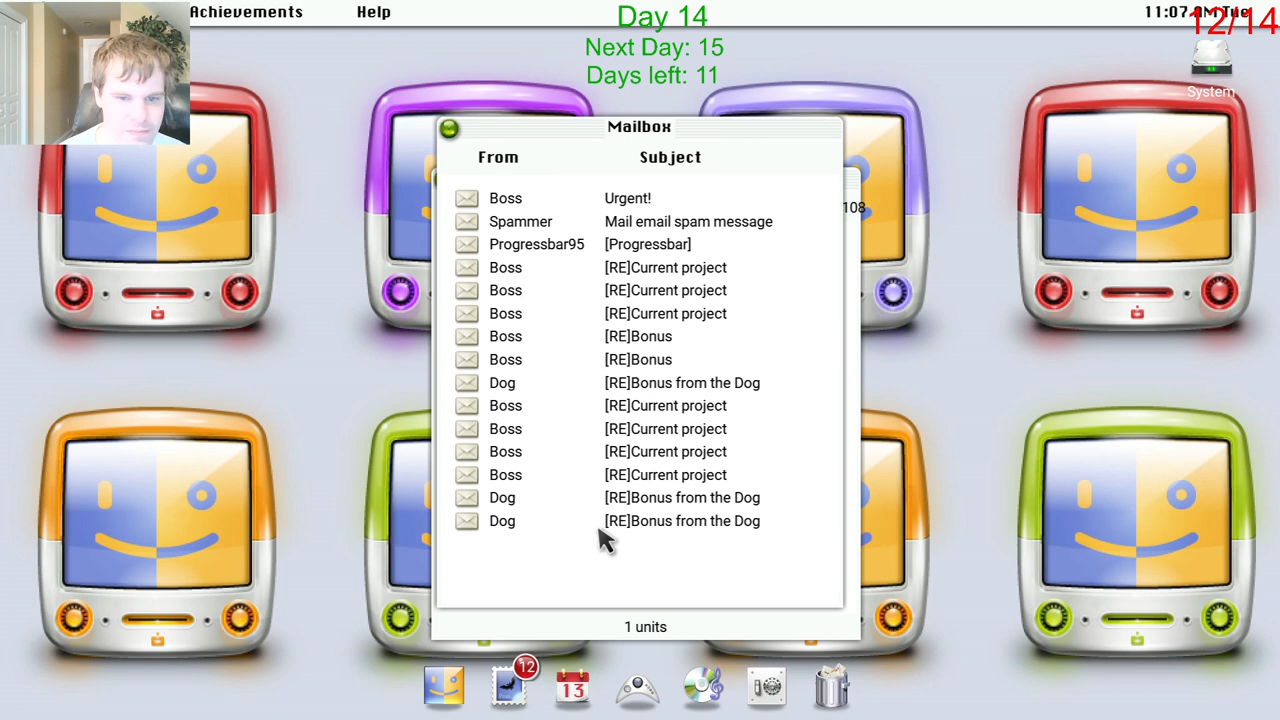 Achievements Help
Day 14
11:07 AM Tue
12/14
Next Day: 15
Days left: 11
System
Mailbox
From Subject
108
Boss Urgent!
Spammer Mail email spam message
Progressbar95 [Progressbar]
Boss [RE]Current project
Boss [RE]Current project
Boss [RE]Current project
Boss [RE]Bonus
Boss [RE]Bonus
Dog [RE]Bonus from the Dog
Boss [RE]Current project
Boss [RE]Current project
Boss [RE]Current project
Boss [RE]Current project
Dog [RE]Bonus from the Dog
Dog [RE]Bonus from the Dog
1 units
12
13